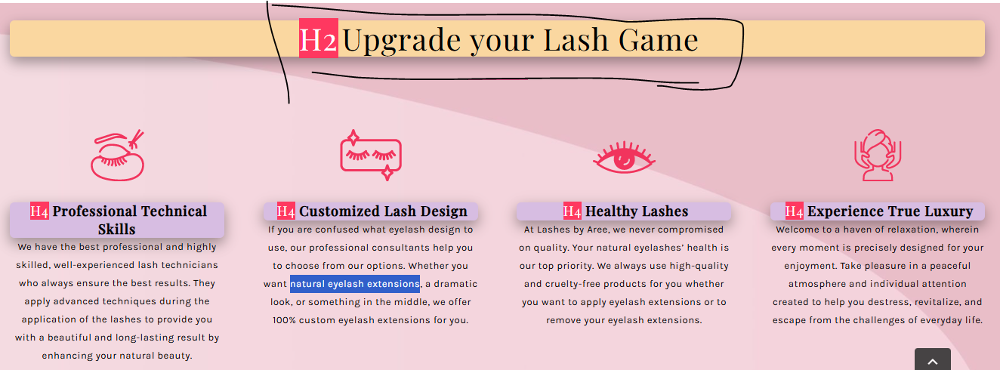 H2 Upgrade your Lash Game
H4 Professional Technical
Skills
We have the best professional and highly
skilled, well-experienced lash technicians
who always ensure the best results. They
apply advanced techniques during the
application of the lashes to provide you
with a beautiful and long-lasting result by
enhancing your natural beauty.
H4 Customized Lash Design
If you are confused what eyelash design to
use, our professional consultants help you
to choose from our options. Whether you
want natural eyelash extensions, a dramatic
look, or something in the middle, we offer
100% custom eyelash extensions for you.
H4 Healthy Lashes
At Lashes by Aree, we never compromised
on quality. Your natural eyelashes’ health is
our top priority. We always use high-quality
and cruelty-free products for you whether
you want to apply eyelash extensions or to
remove your eyelash extensions.
H4 Experience True Luxury
Welcome to a haven of relaxation, wherein
every moment is precisely designed for your
enjoyment. Take pleasure in a peaceful
atmosphere and individual attention
created to help you destress, revitalize, and
escape from the challenges of everyday life.